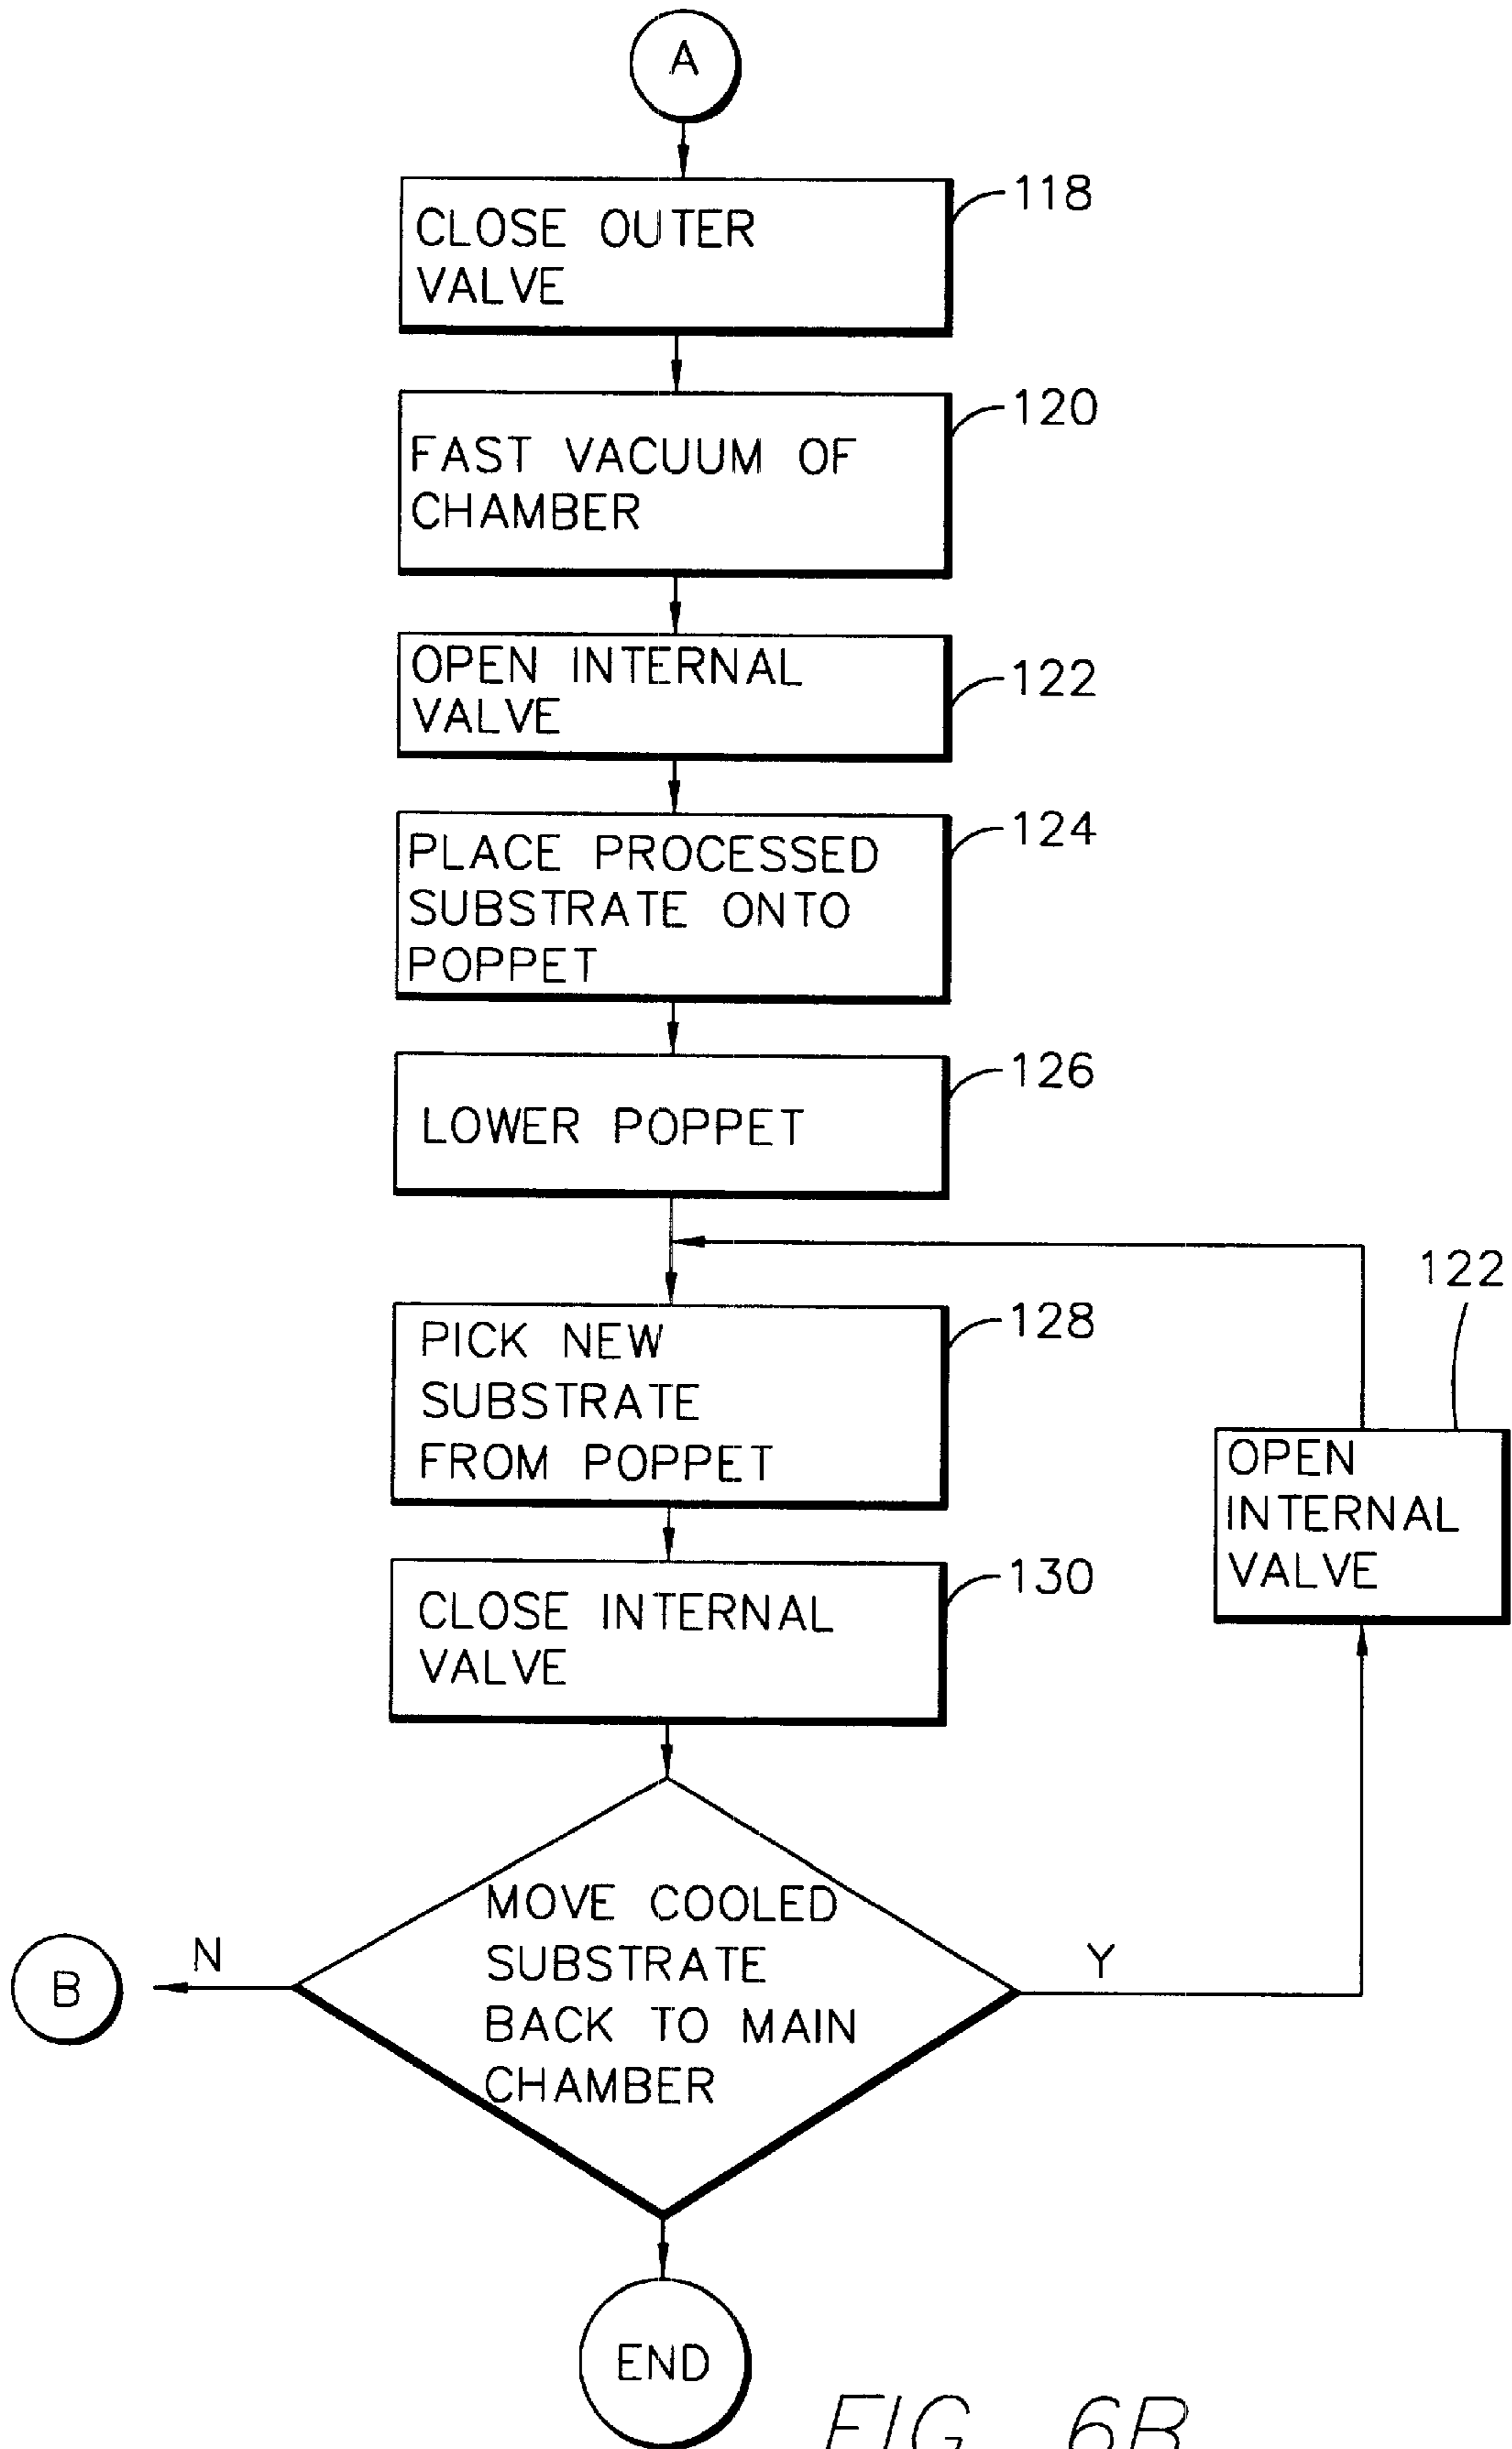 A
CLOSE OUTER
VALVE
118
FAST VACUUM OF
CHAMBER
120
OPEN INTERNAL
VALVE
122
PLACE PROCESSED
SUBSTRATE ONTO
POPPET
124
LOWER POPPET
126
PICK NEW
SUBSTRATE
FROM POPPET
128
122
OPEN
INTERNAL
VALVE
CLOSE INTERNAL
VALVE
130
MOVE COOLED
SUBSTRATE
BACK TO MAIN
CHAMBER
N
B
Y
END
FIG. 6B